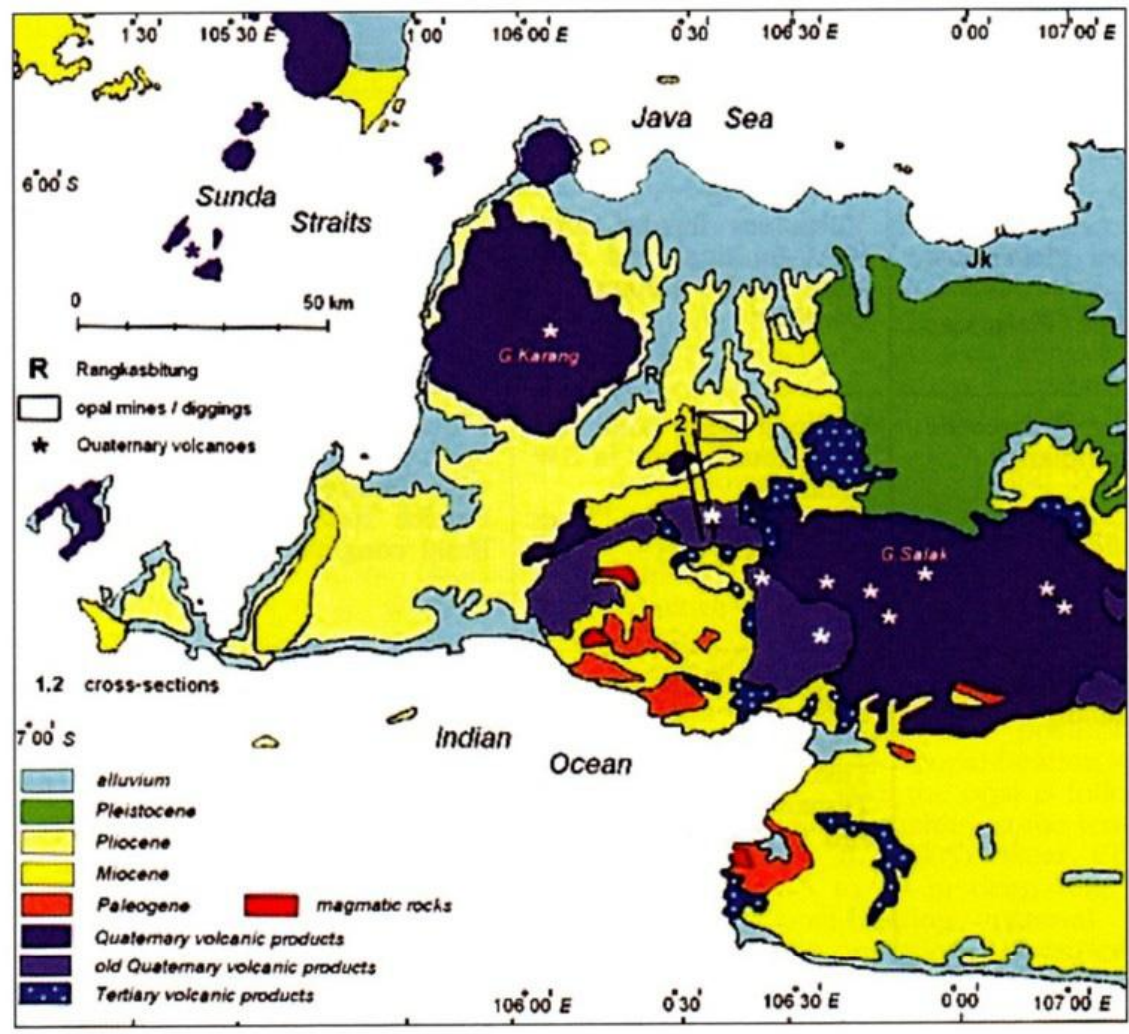 1°30' 105°30' E 1°00' 106°00' E 0°30' 106°30' E 0°00' 107°00' E
Java Sea
6°00' S
Sunda
Straits
Jk
0 50 km
G.Karang
R Rangkasbitung
R
opal mines / diggings
2 1
* Quaternary volcanoes
G.Salak
1.2 cross-sections
7°00' S
Indian
Ocean
alluvium
Pleistocene
Pliocene
Miocene
Paleogene magmatic rocks
Quaternary volcanic products
old Quaternary volcanic products
Tertiary volcanic products
106°00' E 0°30' 106°30' E 0°00' 107°00' E